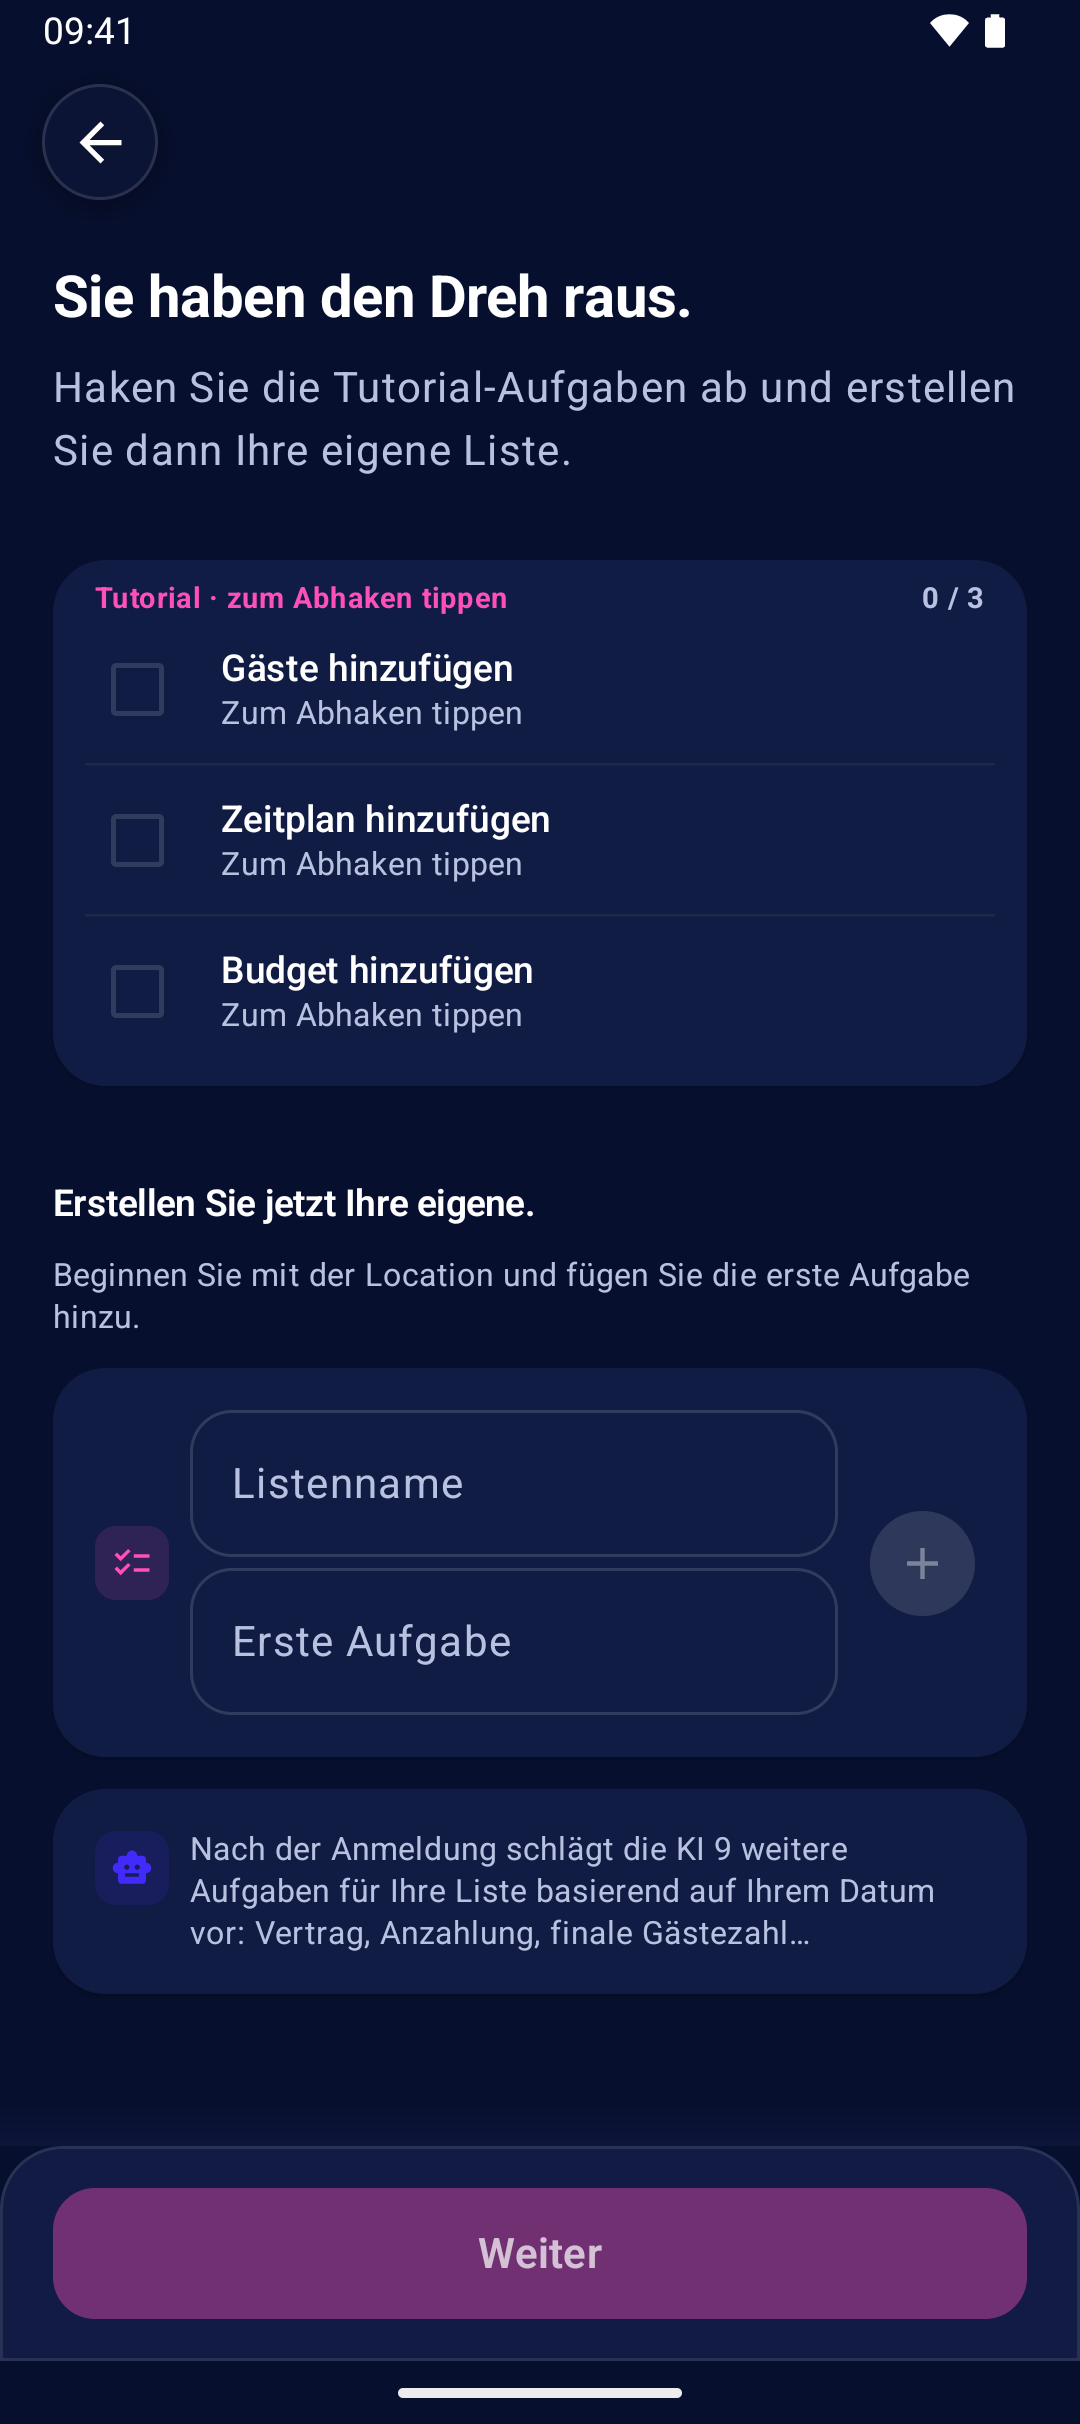 09:41
Sie haben den Dreh raus.
Haken Sie die Tutorial-Aufgaben ab und erstellen
Sie dann Ihre eigene Liste.
Tutorial · zum Abhaken tippen
0 / 3
Gäste hinzufügen
Zum Abhaken tippen
Zeitplan hinzufügen
Zum Abhaken tippen
Budget hinzufügen
Zum Abhaken tippen
Erstellen Sie jetzt Ihre eigene.
Beginnen Sie mit der Location und fügen Sie die erste Aufgabe
hinzu.
Listenname
Erste Aufgabe
Nach der Anmeldung schlägt die KI 9 weitere
Aufgaben für Ihre Liste basierend auf Ihrem Datum
vor: Vertrag, Anzahlung, finale Gästezahl…
Weiter